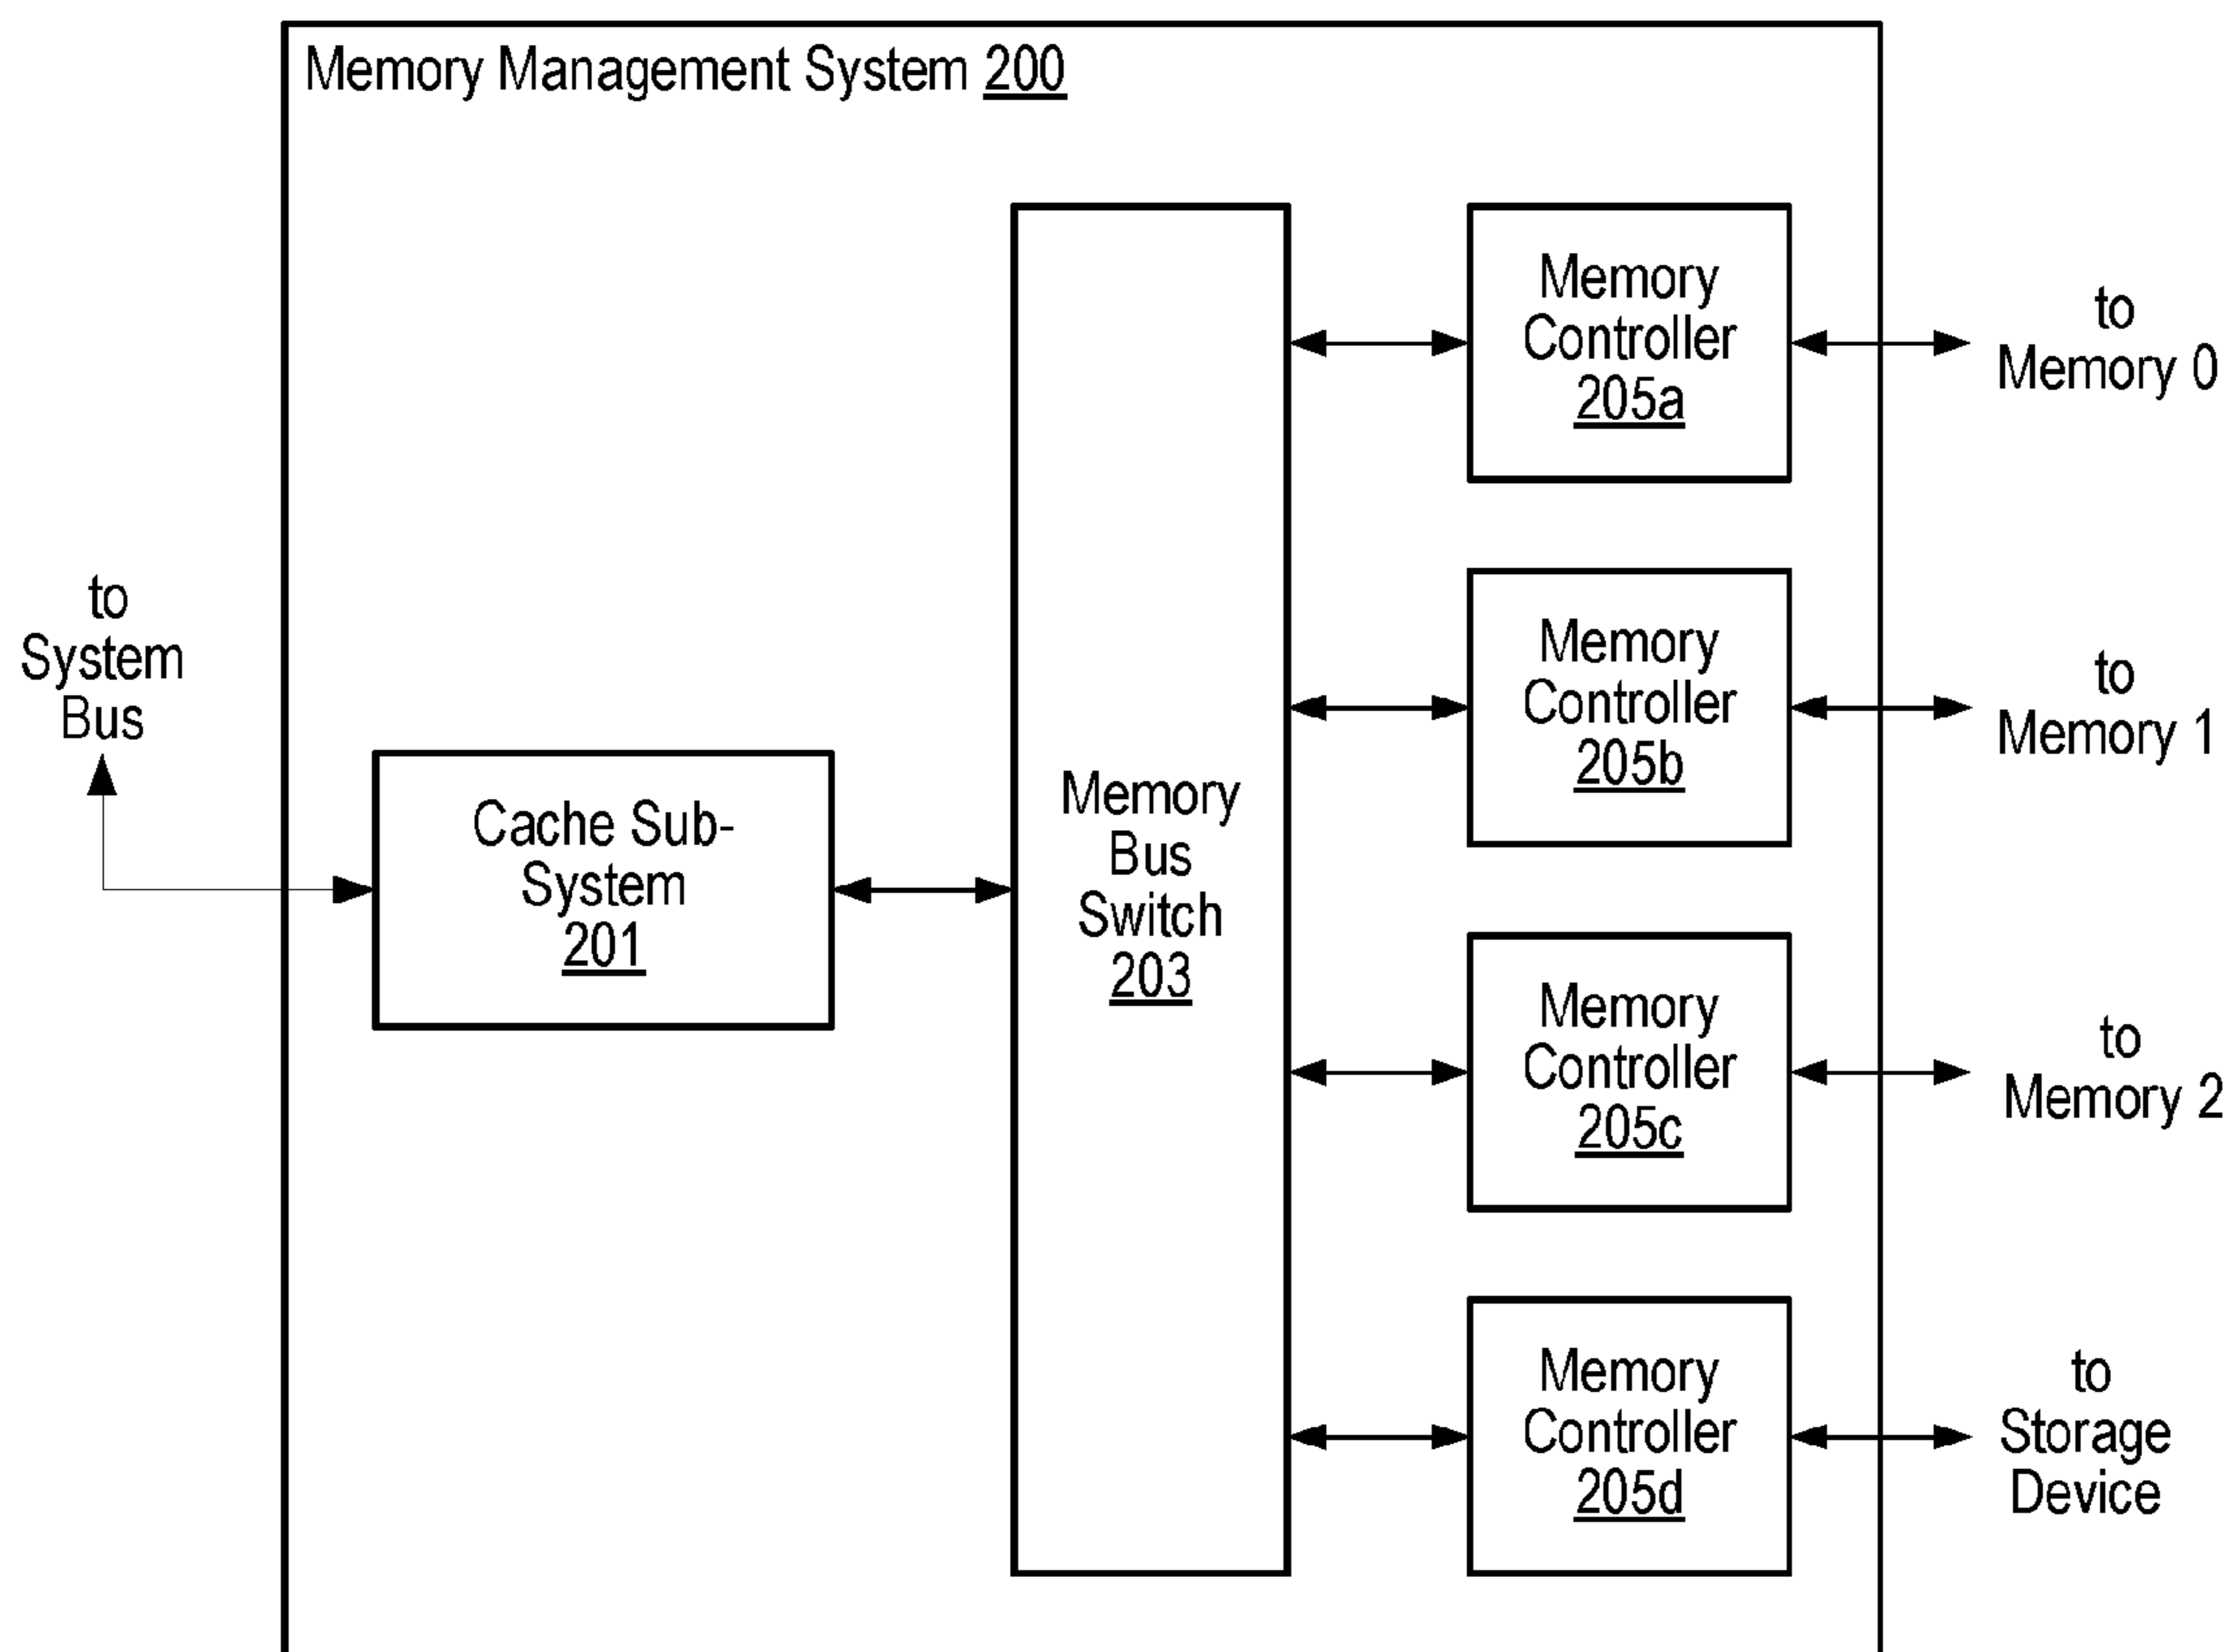 Memory Management System 200
Memory
Controller
205a
to
Memory 0
Memory
Controller
205b
to
Memory 1
to
System
Bus
Cache Sub-
System
201
Memory
Bus
Switch
203
Memory
Controller
205c
to
Memory 2
Memory
Controller
205d
to
Storage
Device